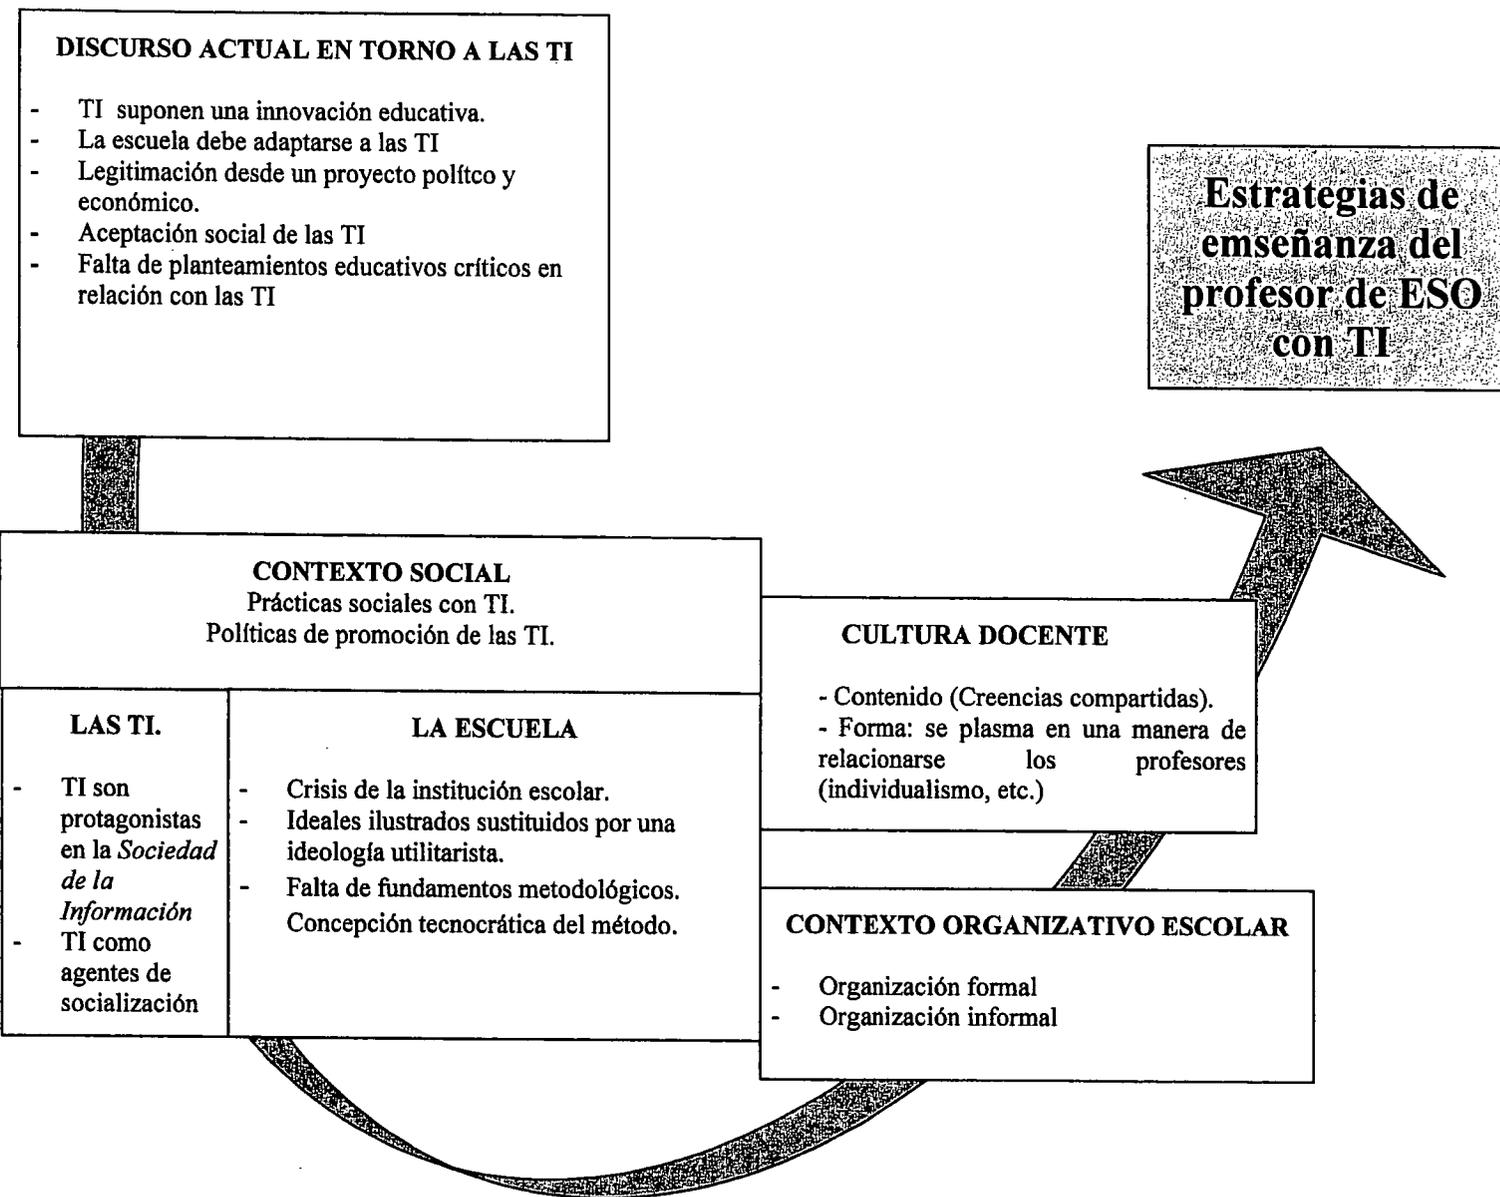 DISCURSO ACTUAL EN TORNO A LAS TI
- TI suponen una innovación educativa.
- La escuela debe adaptarse a las TI
- Legitimación desde un proyecto polítco y
económico.
- Aceptación social de las TI
- Falta de planteamientos educativos críticos en
relación con las TI
Estrategias de
emseñanza del
profesor de ESO
con TI
CONTEXTO SOCIAL
Prácticas sociales con TI.
Políticas de promoción de las TI.
LAS TI.
- TI son
protagonistas
en la Sociedad
de la
Información
- TI como
agentes de
socialización
LA ESCUELA
- Crisis de la institución escolar.
- Ideales ilustrados sustituidos por una
ideología utilitarista.
- Falta de fundamentos metodológicos.
Concepción tecnocrática del método.
CULTURA DOCENTE
- Contenido (Creencias compartidas).
- Forma: se plasma en una manera de
relacionarse los profesores
(individualismo, etc.)
CONTEXTO ORGANIZATIVO ESCOLAR
- Organización formal
- Organización informal